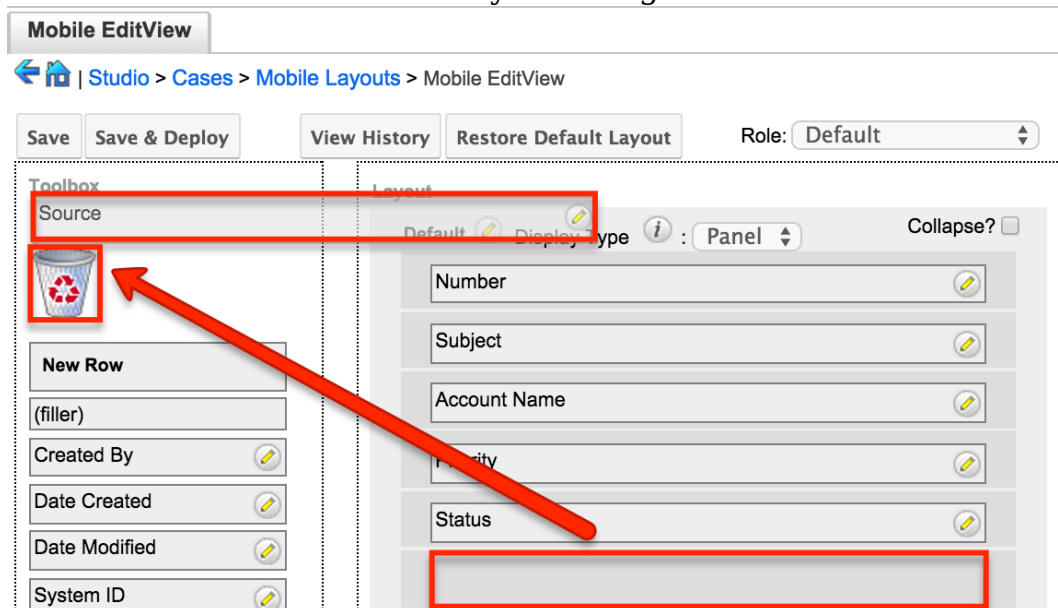 Mobile EditView
| Studio > Cases > Mobile Layouts > Mobile EditView
Save Save & Deploy View History Restore Default Layout Role: Default
Toolbox
Source
Layout
Default Display Type i : Panel Collapse?
Number
Subject
Account Name
Priority
Status
New Row
(filler)
Created By
Date Created
Date Modified
System ID